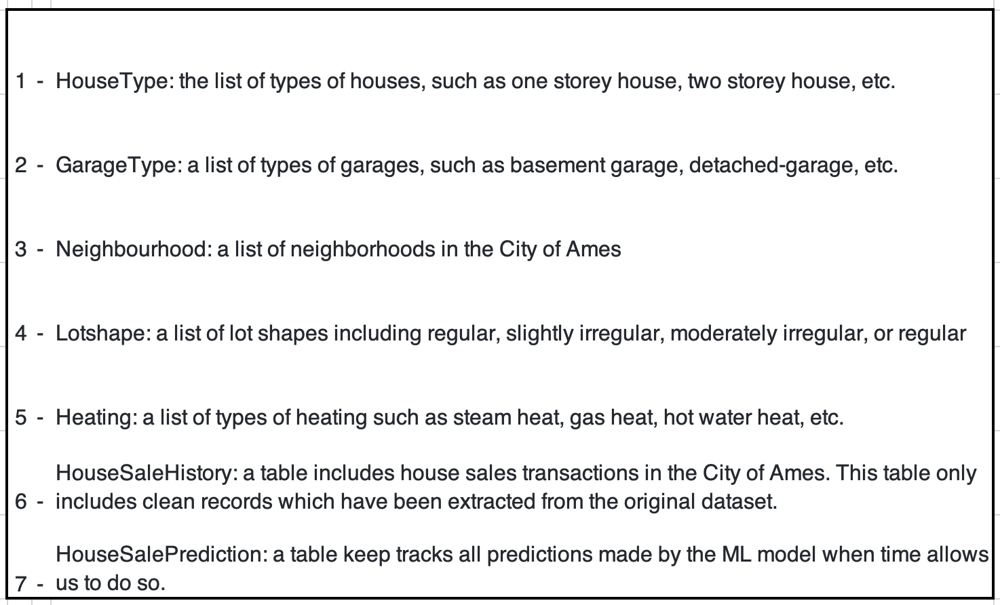 1 - HouseType: the list of types of houses, such as one storey house, two storey house, etc.
2 - GarageType: a list of types of garages, such as basement garage, detached-garage, etc.
3 - Neighbourhood: a list of neighborhoods in the City of Ames
4 - Lotshape: a list of lot shapes including regular, slightly irregular, moderately irregular, or regular
5 - Heating: a list of types of heating such as steam heat, gas heat, hot water heat, etc.
HouseSaleHistory: a table includes house sales transactions in the City of Ames. This table only
6 - includes clean records which have been extracted from the original dataset.
HouseSalePrediction: a table keep tracks all predictions made by the ML model when time allows
7 - us to do so.